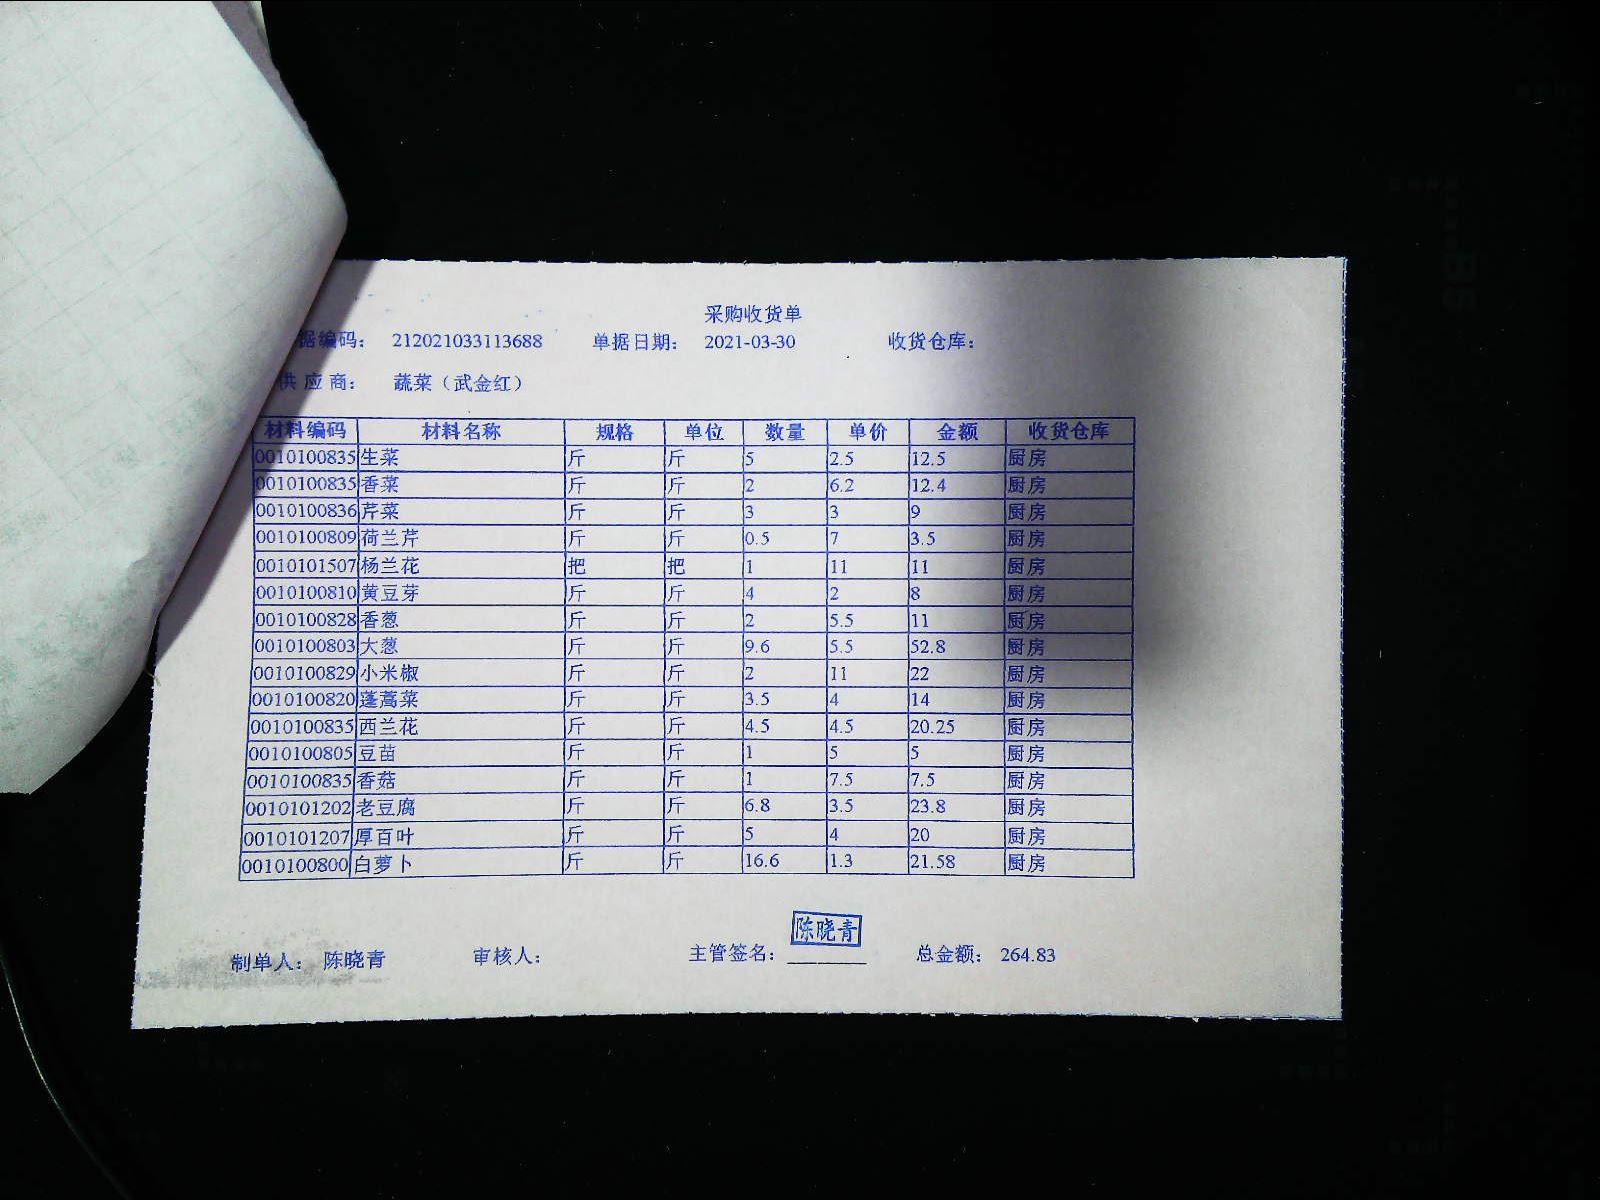 采购收货单
据编码： 212021033113688 单据日期： 2021-03-30 收货仓库：
供 应 商： 蔬菜（武金红）
材料编码 材料名称 规格 单位 数量 单价 金额 收货仓库
0010100835 生菜 斤 斤 5 2.5 12.5 厨房
0010100835 香菜 斤 斤 2 6.2 12.4 厨房
0010100836 芹菜 斤 斤 3 3 9 厨房
0010100809 荷兰芹 斤 斤 0.5 7 3.5 厨房
0010101507 杨兰花 把 把 1 11 11 厨房
0010100810 黄豆芽 斤 斤 4 2 8 厨房
0010100828 香葱 斤 斤 2 5.5 11 厨房
0010100803 大葱 斤 斤 9.6 5.5 52.8 厨房
0010100829 小米椒 斤 斤 2 11 22 厨房
0010100820 蓬蒿菜 斤 斤 3.5 4 14 厨房
0010100835 西兰花 斤 斤 4.5 4.5 20.25 厨房
0010100805 豆苗 斤 斤 1 5 5 厨房
0010100835 香菇 斤 斤 1 7.5 7.5 厨房
0010101202 老豆腐 斤 斤 6.8 3.5 23.8 厨房
0010101207 厚百叶 斤 斤 5 4 20 厨房
0010100800 白萝卜 斤 斤 16.6 1.3 21.58 厨房
陈晓青
制单人： 陈晓青 审核人： 主管签名： 总金额： 264.83